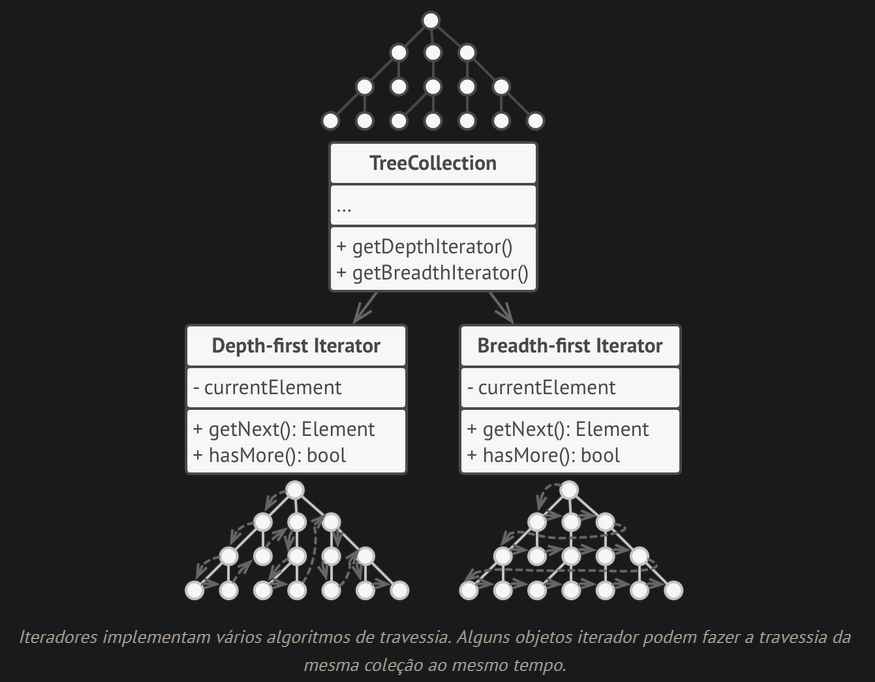 TreeCollection
...
+ getDepthIterator()
+ getBreadthIterator()
Depth-first Iterator
- currentElement
+ getNext(): Element
+ hasMore(): bool
Breadth-first Iterator
- currentElement
+ getNext(): Element
+ hasMore(): bool
Iteradores implementam vários algoritmos de travessia. Alguns objetos iterador podem fazer a travessia da
mesma coleção ao mesmo tempo.